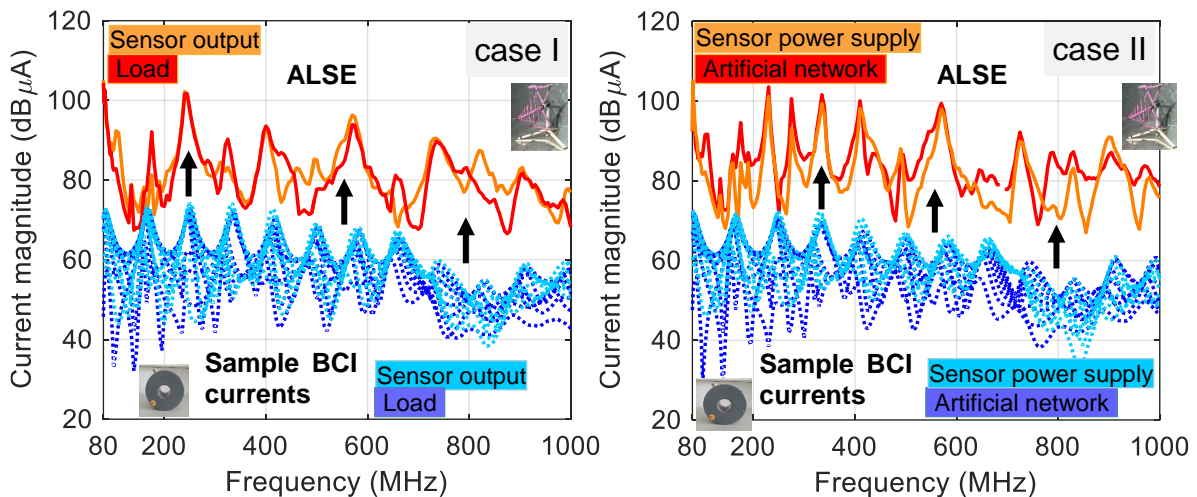 Sensor output
Load
case I
ALSE
Sample BCI
currents
Sensor output
Load
Current magnitude (dBμA)
120
100
80
60
40
20
80 200 400 600 800 1000
Frequency (MHz)
Sensor power supply
Artificial network
case II
ALSE
Sample BCI
currents
Sensor power supply
Artificial network
Current magnitude (dBμA)
120
100
80
60
40
20
80 200 400 600 800 1000
Frequency (MHz)